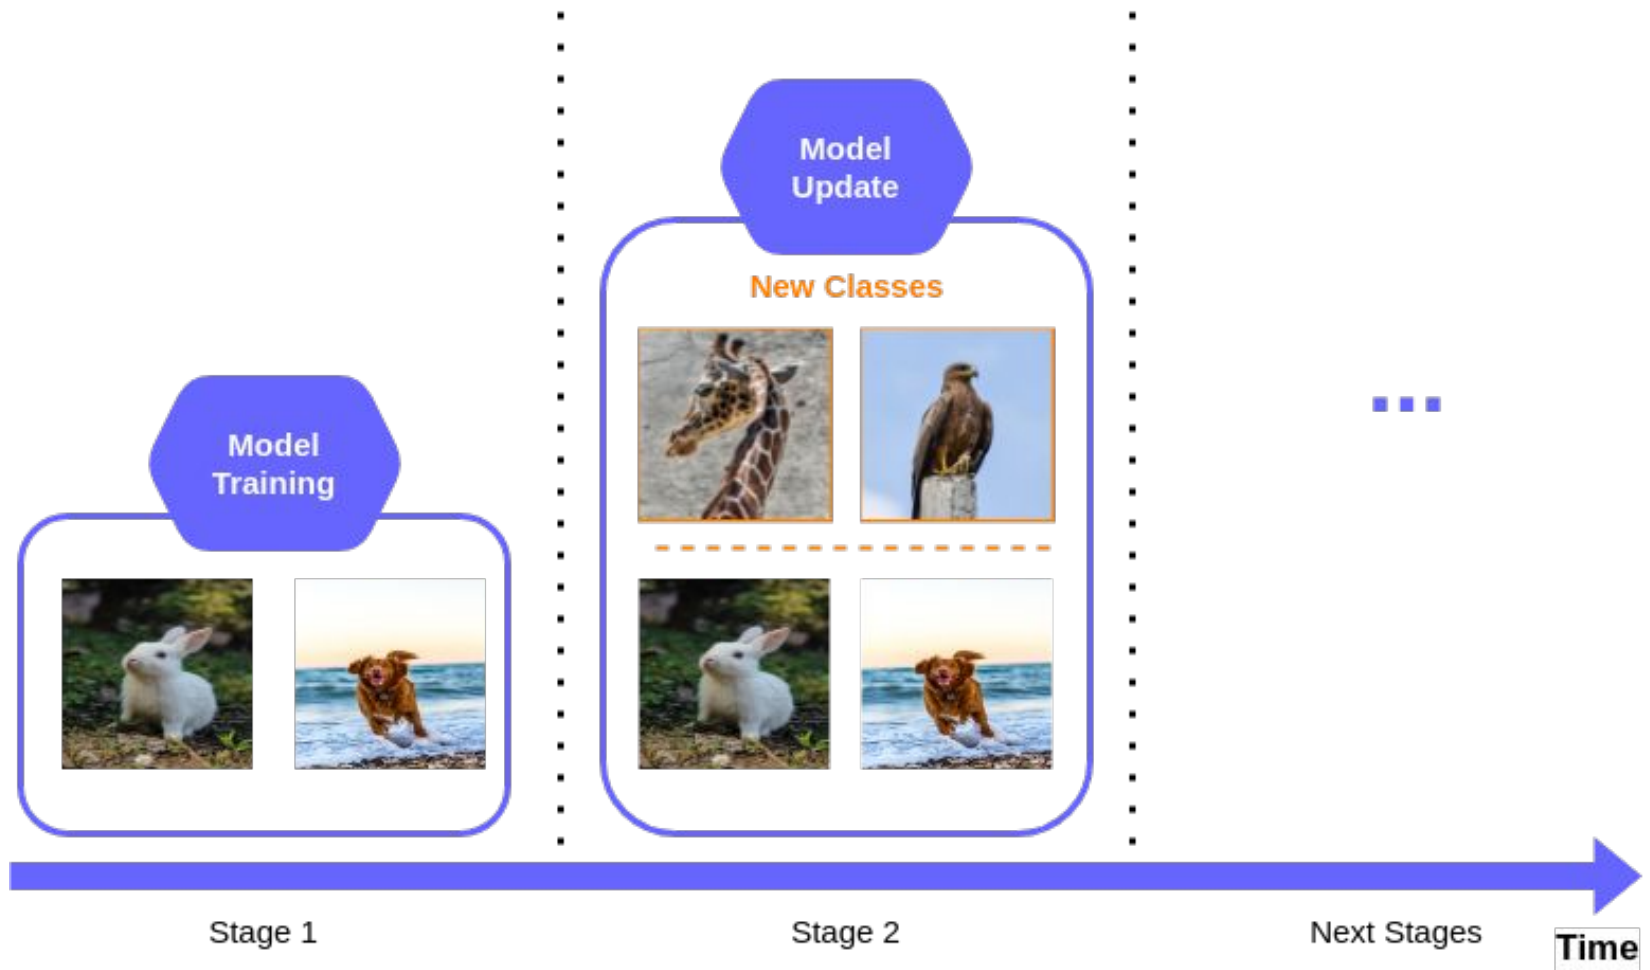 Model
Update
New Classes
Model
Training
Stage 1
Stage 2
Next Stages
Time